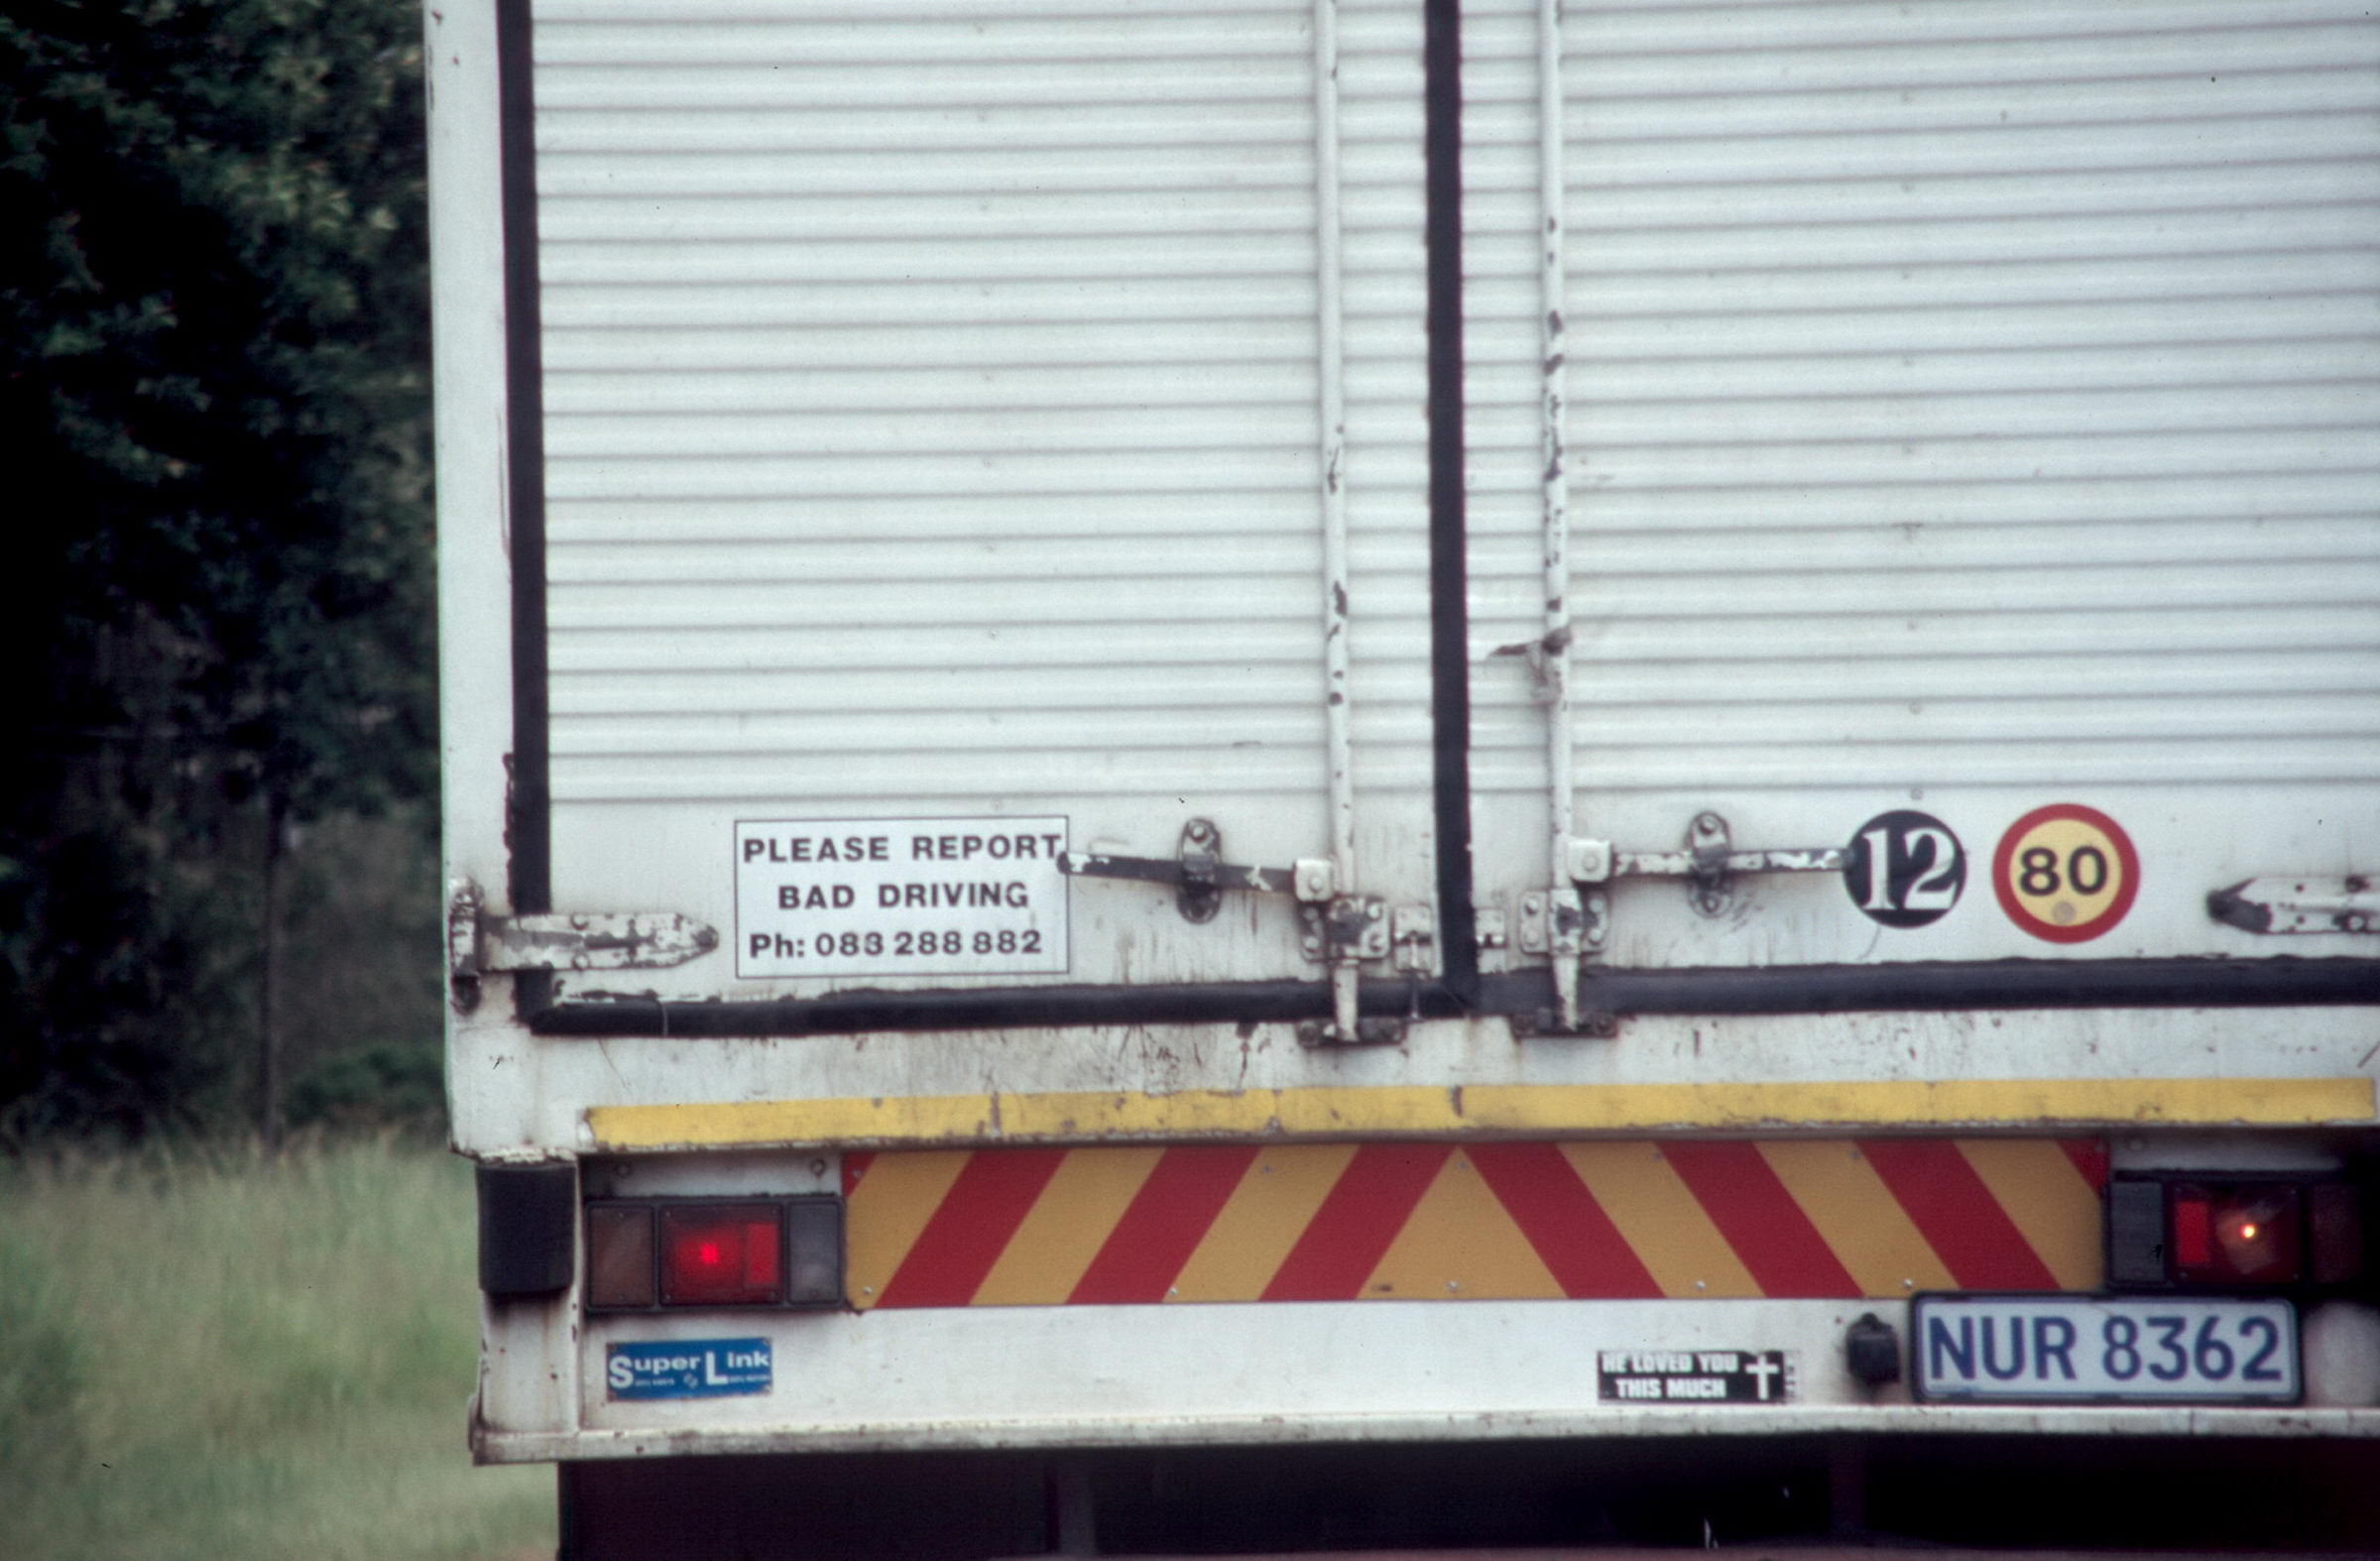 PLEASE REPORT
BAD DRIVING
Ph: 083 288 882
12
80
Super Link
HE LOVED YOU
THIS MUCH
NUR 8362